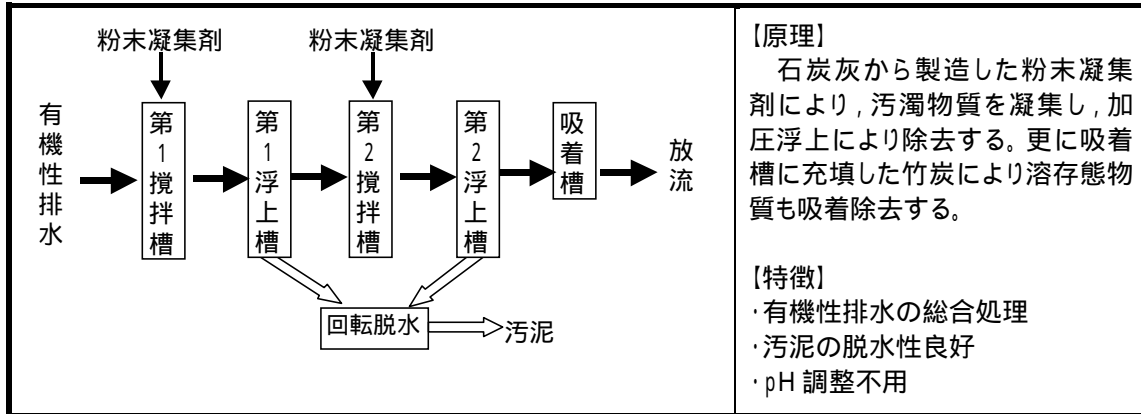 粉末凝集剤
粉末凝集剤
有機性排水
第1撹拌槽
第1浮上槽
第2撹拌槽
第2浮上槽
吸着槽
放流
回転脱水
汚泥
【原理】
　石炭灰から製造した粉末凝集
剤により,汚濁物質を凝集し,加
圧浮上により除去する。更に吸着
槽に充填した竹炭により溶存態物
質も吸着除去する。
【特徴】
・有機性排水の総合処理
・汚泥の脱水性良好
・pH 調整不用